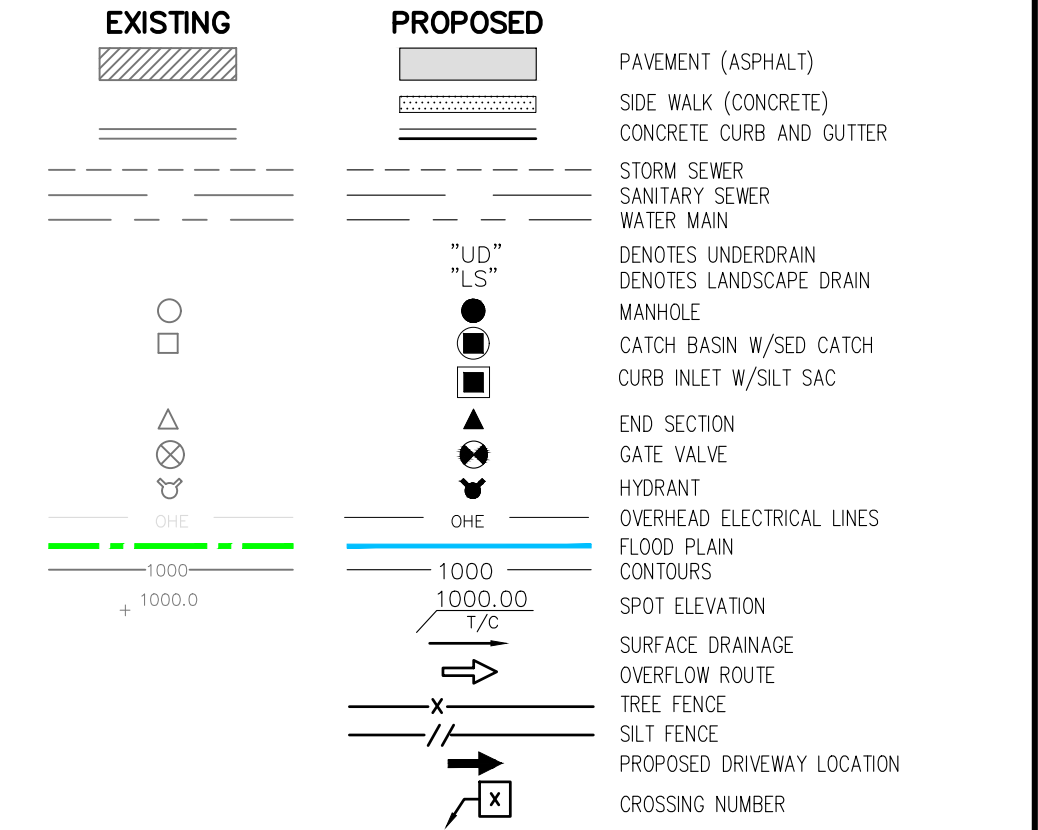 EXISTING PROPOSED
PAVEMENT (ASPHALT)
SIDE WALK (CONCRETE)
CONCRETE CURB AND GUTTER
STORM SEWER
SANITARY SEWER
WATER MAIN
"UD" DENOTES UNDERDRAIN
"LS" DENOTES LANDSCAPE DRAIN
MANHOLE
CATCH BASIN W/SED CATCH
CURB INLET W/SILT SAC
END SECTION
GATE VALVE
HYDRANT
OHE OHE OVERHEAD ELECTRICAL LINES
FLOOD PLAIN
1000 1000 CONTOURS
1000.0 1000.00 SPOT ELEVATION
T/C
SURFACE DRAINAGE
OVERFLOW ROUTE
X TREE FENCE
// SILT FENCE
PROPOSED DRIVEWAY LOCATION
X CROSSING NUMBER